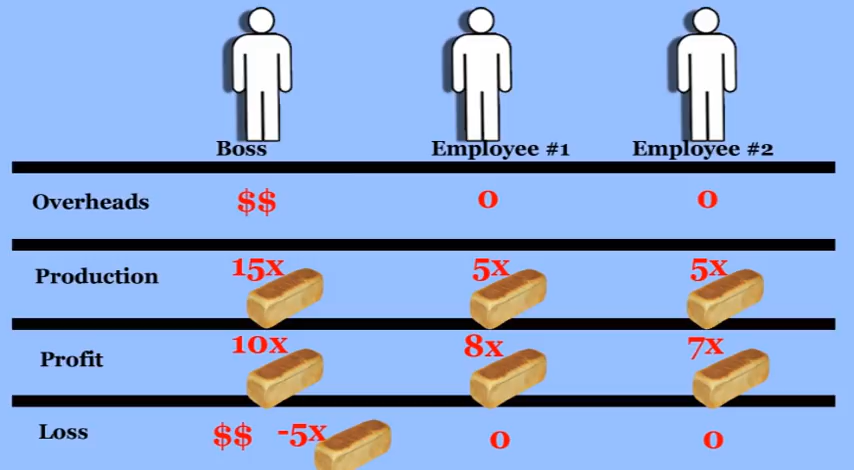 Boss Employee #1 Employee #2
Overheads $$ 0 0
Production 15x 5x 5x
Profit 10x 8x 7x
Loss $$ -5x 0 0